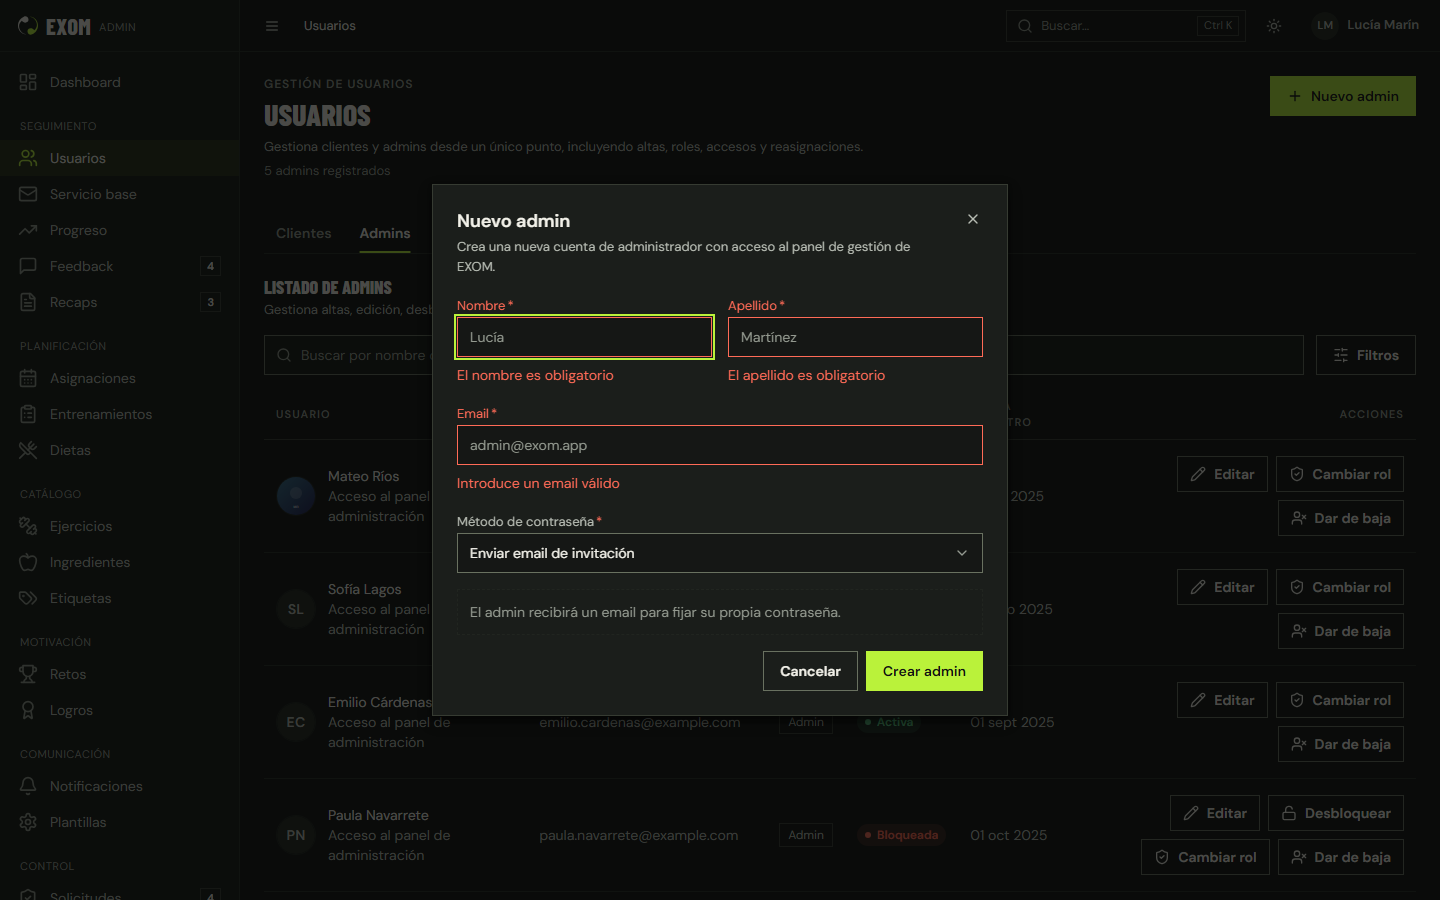 EXOM ADMIN
Usuarios
Buscar...
Ctrl K
LM
Lucía Marín
Dashboard
SEGUIMIENTO
Usuarios
Servicio base
Progreso
Feedback 4
Recaps 3
PLANIFICACIÓN
Asignaciones
Entrenamientos
Dietas
CATÁLOGO
Ejercicios
Ingredientes
Etiquetas
MOTIVACIÓN
Retos
Logros
COMUNICACIÓN
Notificaciones
Plantillas
CONTROL
Solicitudes 4
GESTIÓN DE USUARIOS
USUARIOS
Gestiona clientes y admins desde un único punto, incluyendo altas, roles, accesos y reasignaciones.
5 admins registrados
Nuevo admin
Clientes
Admins
LISTADO DE ADMINS
Gestiona altas, edición,
Buscar por nombre
Filtros
USUARIO
ACCIONES
Mateo Ríos
Acceso al panel
administración
2025
Editar
Cambiar rol
Dar de baja
SL
Sofía Lagos
Acceso al panel
administración
2025
Editar
Cambiar rol
Dar de baja
EC
Emilio Cárdenas
Acceso al panel de
administración
emilio.cardenas@example.com
Admin
Activa
01 sept 2025
Editar
Cambiar rol
Dar de baja
PN
Paula Navarrete
Acceso al panel de
administración
paula.navarrete@example.com
Admin
Bloqueada
01 oct 2025
Editar
Desbloquear
Cambiar rol
Dar de baja
Nuevo admin
Crea una nueva cuenta de administrador con acceso al panel de gestión de
EXOM.
Nombre *
Lucía
El nombre es obligatorio
Apellido *
Martínez
El apellido es obligatorio
Email *
admin@exom.app
Introduce un email válido
Método de contraseña *
Enviar email de invitación
El admin recibirá un email para fijar su propia contraseña.
Cancelar
Crear admin